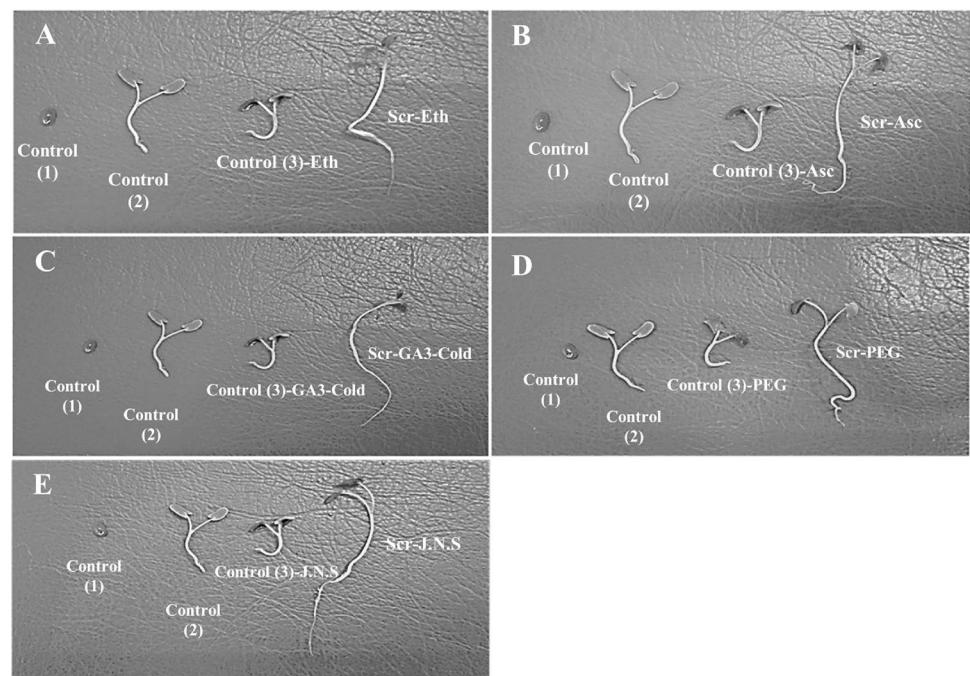 A
Scr-Eth
Control
(1)
Control (3)-Eth
Control
(2)
B
Scr-Asc
Control
(1)
Control (3)-Asc
Control
(2)
C
Scr-GA3-Cold
Control
(1)
Control (3)-GA3-Cold
Control
(2)
D
Scr-PEG
Control
(1)
Control (3)-PEG
Control
(2)
E
Scr-J.N.S
Control
(1)
Control (3)-J.N.S
Control
(2)